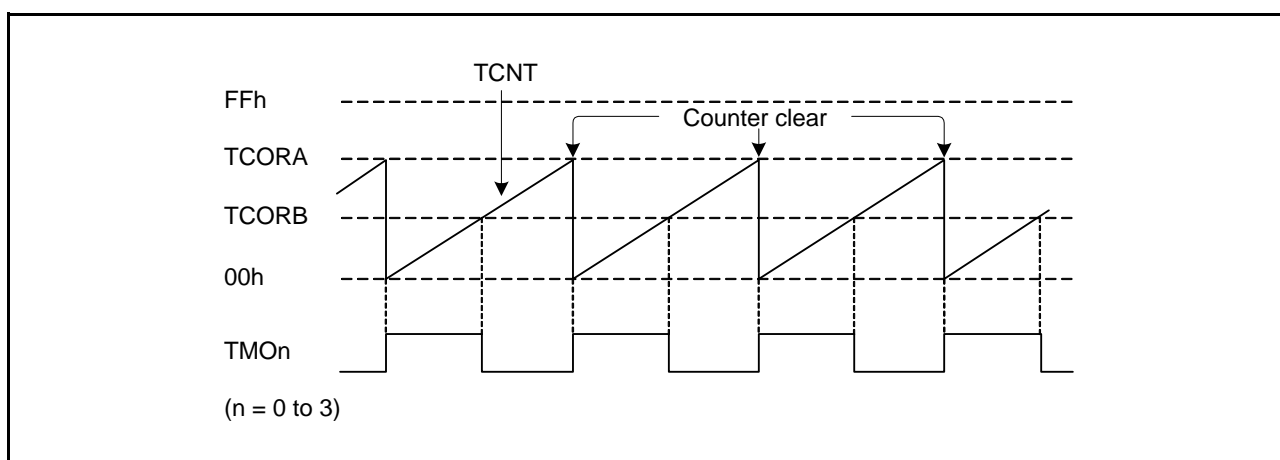 TCNT
FFh
Counter clear
TCORA
TCORB
00h
TMOn
(n = 0 to 3)